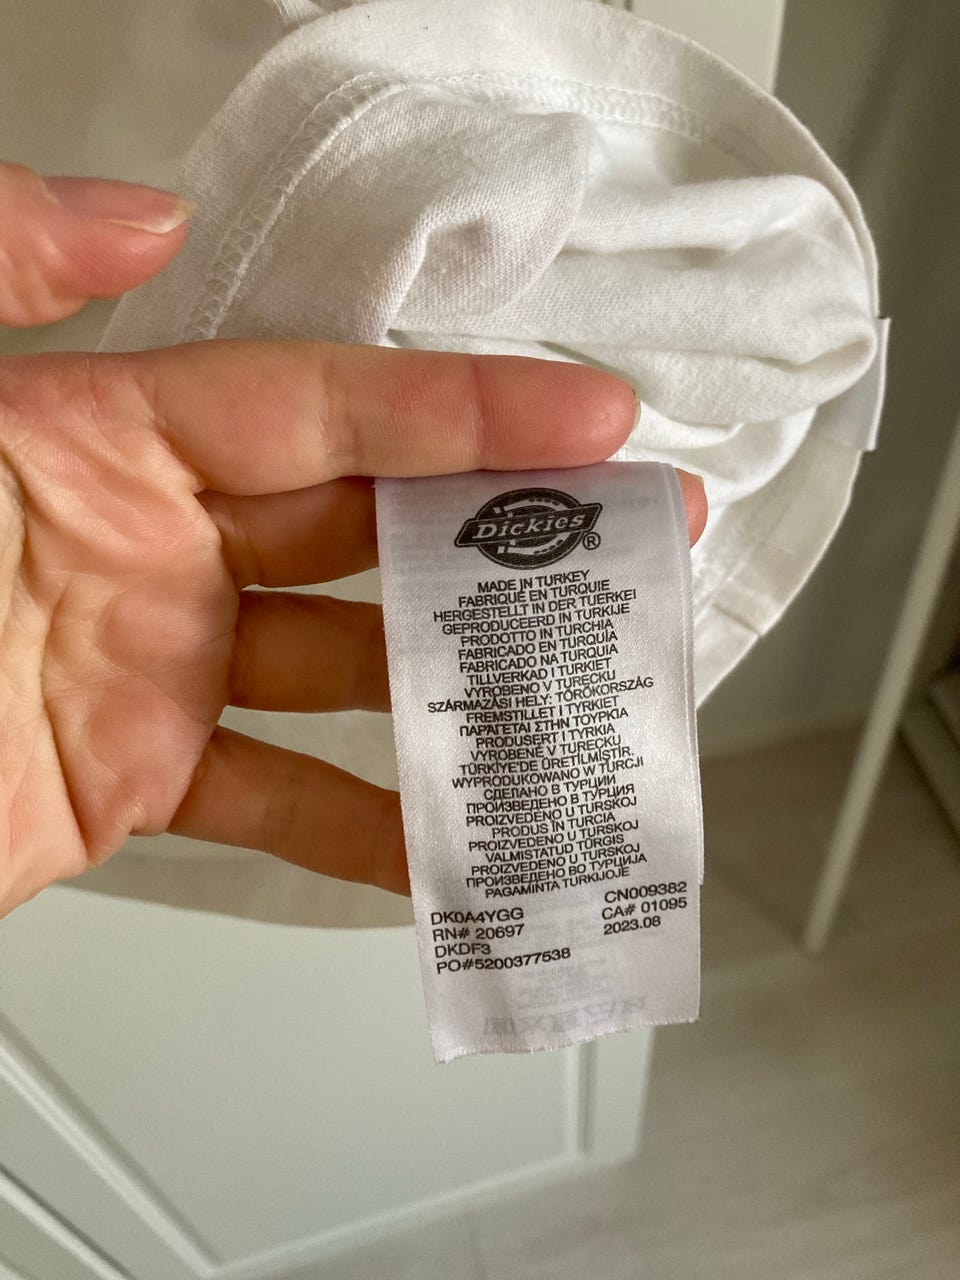 Dickies®
MADE IN TURKEY
FABRIQUÉ EN TURQUIE
HERGESTELLT IN DER TUERKEI
GEPRODUCEERD IN TURKIJE
PRODOTTO IN TURCHIA
FABRICADO EN TURQUÍA
FABRICADO NA TURQUIA
TILLVERKAD I TURKIET
VYROBENO V TURECKU
SZÁRMAZÁSI HELY: TÖRÖKORSZÁG
FREMSTILLET I TYRKIET
ΠΑΡΑΓΕΤΑΙ ΣΤΗΝ ΤΟΥΡΚΙΑ
PRODUSERT I TYRKIA
VYROBENÉ V TURECKU
TÜRKİYE'DE ÜRETİLMİŞTİR.
WYPRODUKOWANO W TURCJI
СДЕЛАНО В ТУРЦИИ
ПРОИЗВЕДЕНО В ТУРЦИЯ
PROIZVEDENO U TURSKOJ
PRODUS ÎN TURCIA
PROIZVEDENO U TURSKOJ
VALMISTATUD TÜRGIS
PROIZVEDENO U TURSKOJ
ПРОИЗВЕДЕНО ВО ТУРЦИЈА
PAGAMINTA TURKIJOJE
DK0A4YGG CN009382
RN# 20697 CA# 01095
DKDF3 2023.08
PO#5200377538